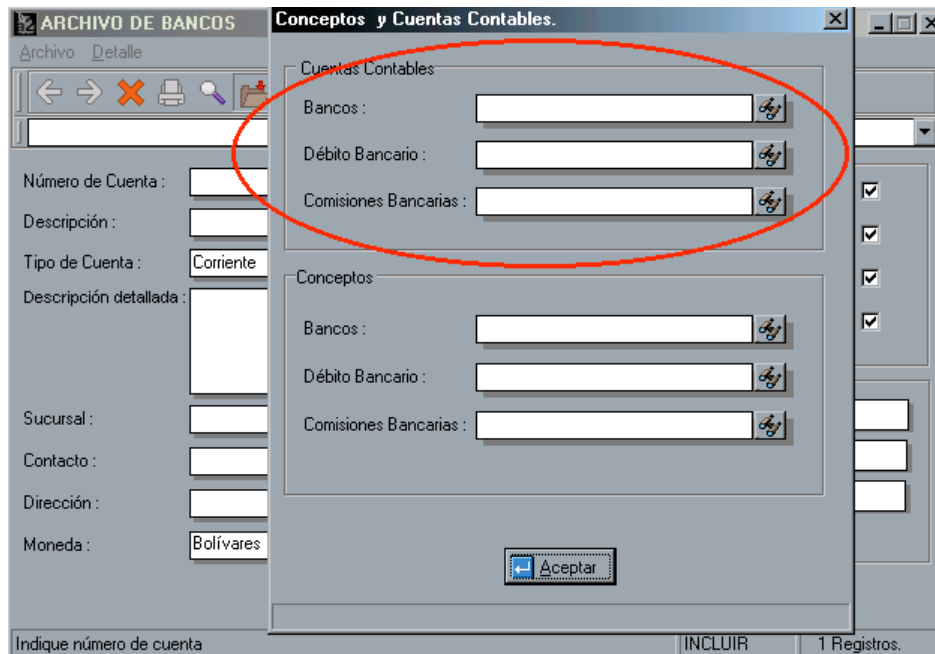 ARCHIVO DE BANCOS
Archivo Detalle
Conceptos y Cuentas Contables.
Cuentas Contables
Bancos :
Débito Bancario :
Comisiones Bancarias :
Conceptos
Bancos :
Débito Bancario :
Comisiones Bancarias :
Aceptar
Número de Cuenta :
Descripción :
Tipo de Cuenta : Corriente
Descripción detallada :
Sucursal :
Contacto :
Dirección :
Moneda : Bolívares
Indique número de cuenta INCLUIR 1 Registros.